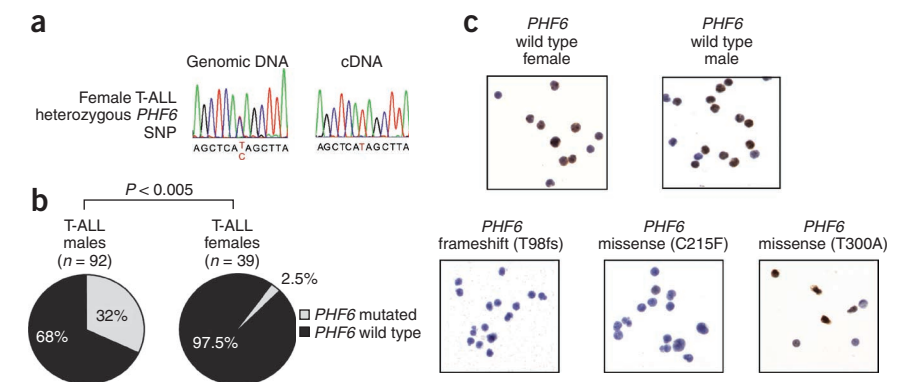 a
Genomic DNA
cDNA
Female T-ALL
heterozygous PHF6
SNP
AGCTCATAGCTTA
C
AGCTCATAGCTTA
b
P < 0.005
T-ALL
males
(n = 92)
T-ALL
females
(n = 39)
32%
68%
2.5%
97.5%
PHF6 mutated
PHF6 wild type
c
PHF6
wild type
female
PHF6
wild type
male
PHF6
frameshift (T98fs)
PHF6
missense (C215F)
PHF6
missense (T300A)